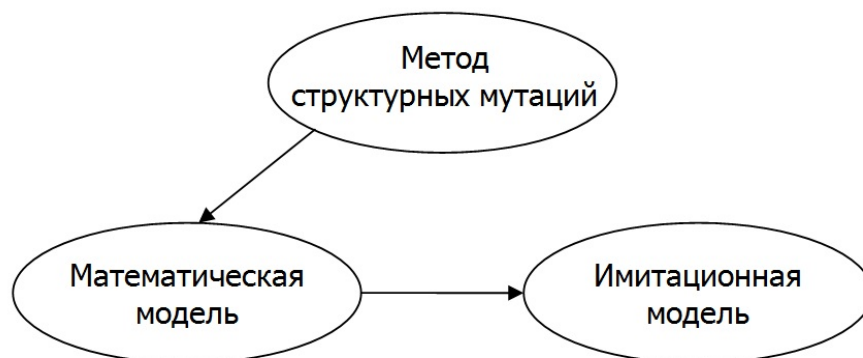 Метод
структурных мутаций
Математическая
модель
Имитационная
модель